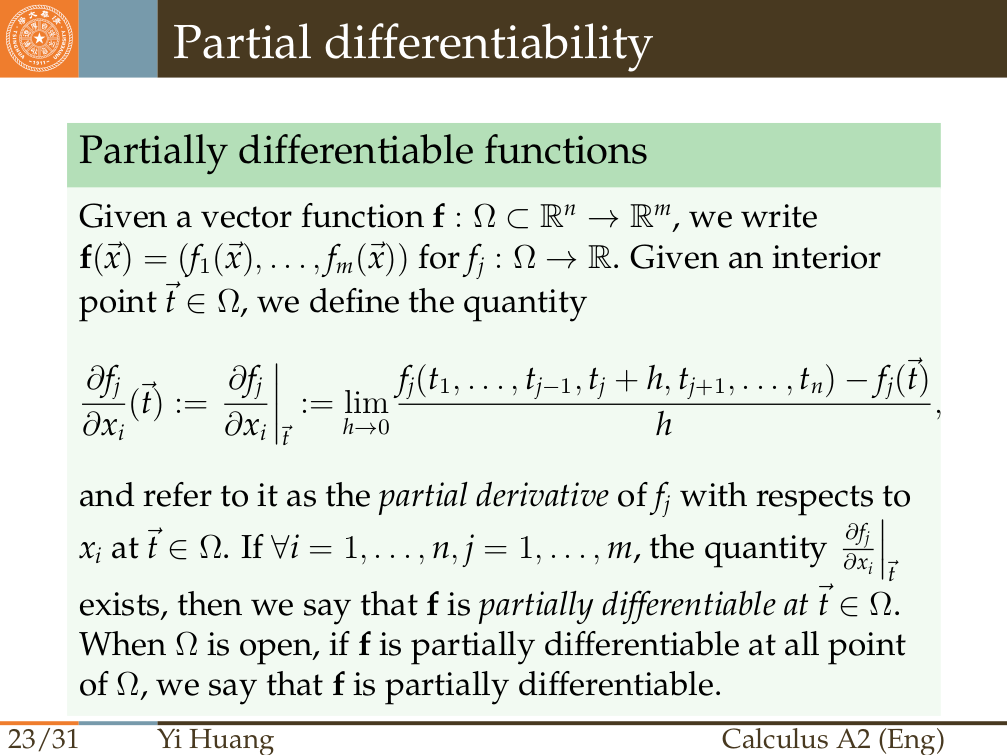 Partial differentiability
Partially differentiable functions
Given a vector function f : Ω ⊂ ℝⁿ → ℝᵐ, we write
f(x⃗) = (f₁(x⃗), . . . , fₘ(x⃗)) for fⱼ : Ω → ℝ. Given an interior
point t⃗ ∈ Ω, we define the quantity
∂fⱼ/∂xᵢ (t⃗) := ∂fⱼ/∂xᵢ |_t⃗ := lim_{h→0} (fⱼ(t₁, . . . , tⱼ₋₁, tⱼ + h, tⱼ₊₁, . . . , tₙ) − fⱼ(t⃗))/h ,
and refer to it as the partial derivative of fⱼ with respects to
xᵢ at t⃗ ∈ Ω. If ∀i = 1, . . . , n, j = 1, . . . , m, the quantity ∂fⱼ/∂xᵢ |_t⃗
exists, then we say that f is partially differentiable at t⃗ ∈ Ω.
When Ω is open, if f is partially differentiable at all point
of Ω, we say that f is partially differentiable.
23/31 Yi Huang Calculus A2 (Eng)